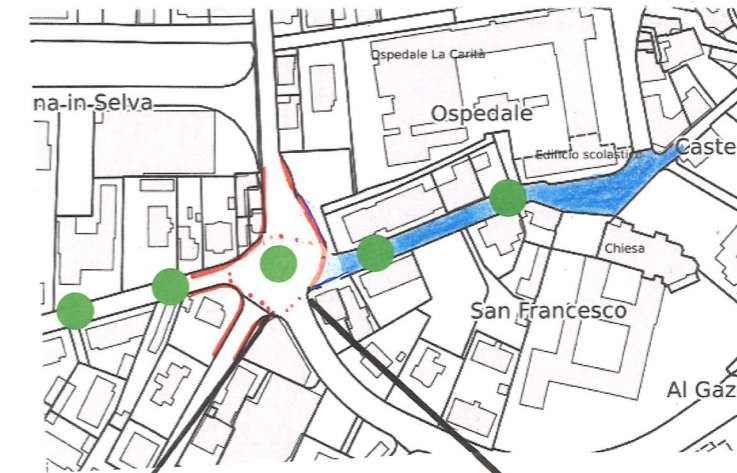 Ospedale La Carità
na-in-Selva
Ospedale
Edificio scolastico
Caste
Chiesa
San Francesco
Al Gaz